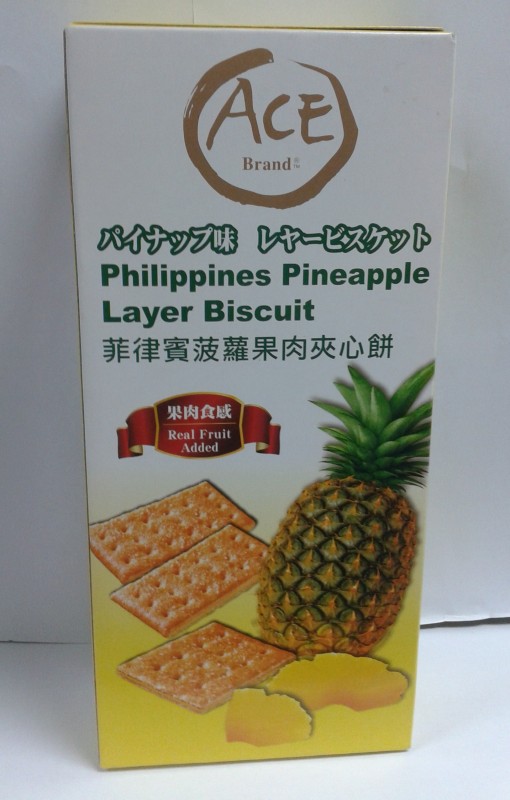 ACE
Brand®™
パイナップ味 レヤービスケット
Philippines Pineapple
Layer Biscuit
菲律賓菠蘿果肉夾心餅
果肉食感
Real Fruit
Added